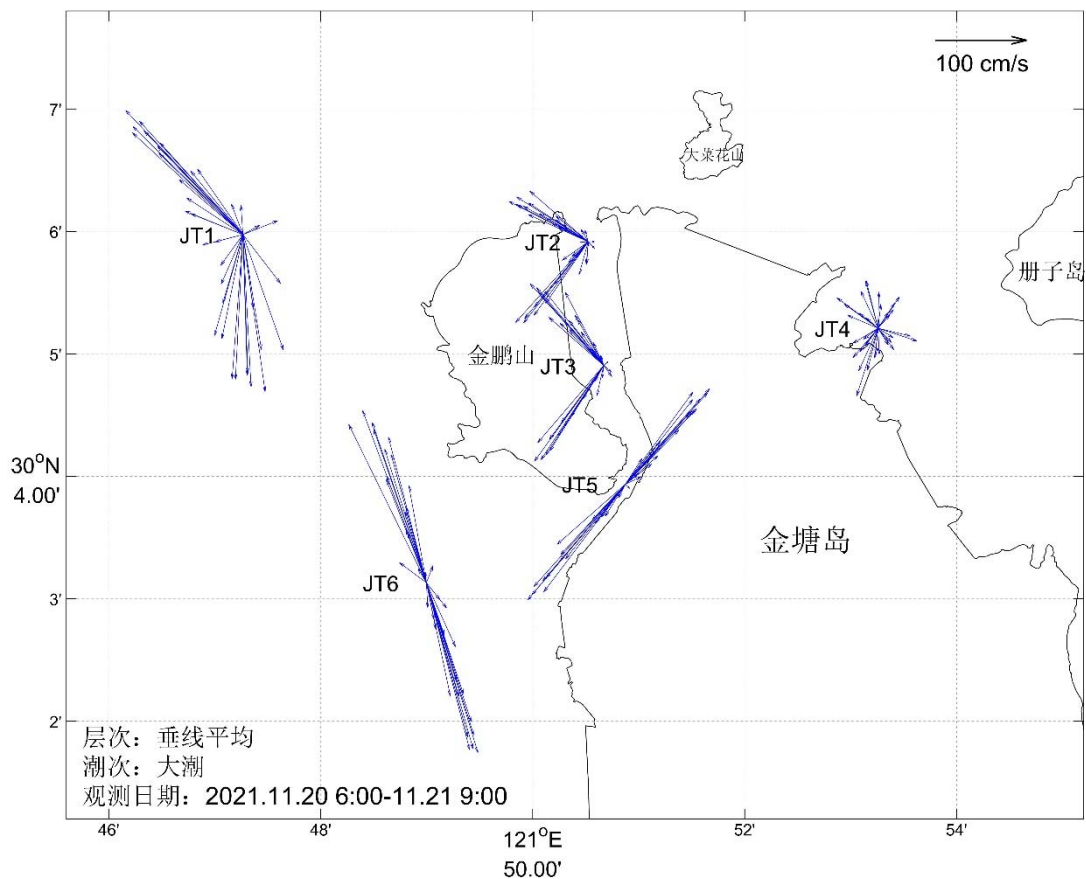 100 cm/s
7'
大菜花山
6'
JT1
JT2
册子岛
JT4
5'
金鹏山
JT3
30°N
4.00'
JT5
金塘岛
JT6
3'
2'
层次：垂线平均
潮次：大潮
观测日期：2021.11.20 6:00-11.21 9:00
46'
48'
121°E
50.00'
52'
54'